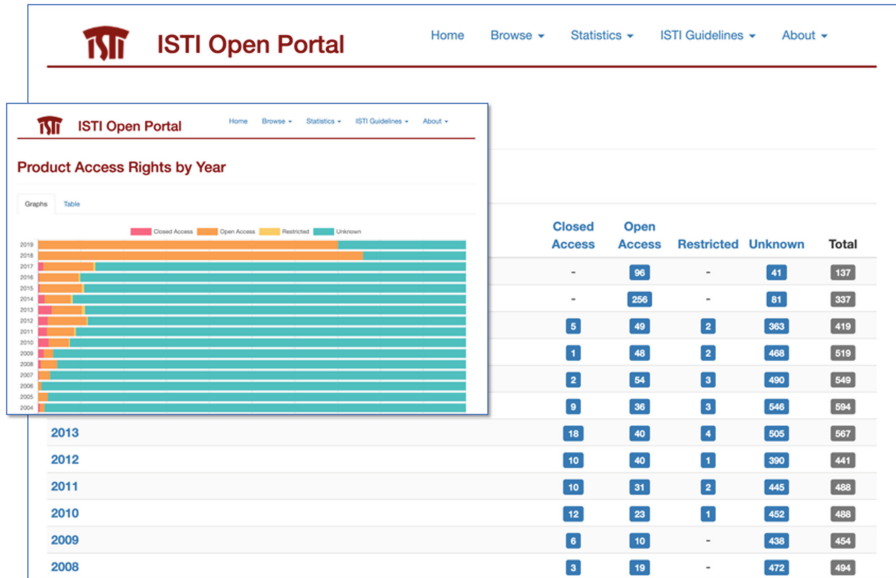 ISTI ISTI Open Portal Home Browse Statistics ISTI Guidelines About
ISTI ISTI Open Portal Home Browse Statistics ISTI Guidelines About
Product Access Rights by Year
Graphs Table
Closed Access Open Access Restricted Unknown
2019
2018
2017
2016
2015
2014
2013
2012
2011
2010
2009
2008
2007
2006
2005
2004
Closed Access Open Access Restricted Unknown Total
- 96 - 41 137
- 256 - 81 337
5 49 2 363 419
1 48 2 468 519
2 54 3 490 549
9 36 3 546 594
2013 18 40 4 505 567
2012 10 40 1 390 441
2011 10 31 2 445 488
2010 12 23 1 452 488
2009 6 10 - 438 454
2008 3 19 - 472 494